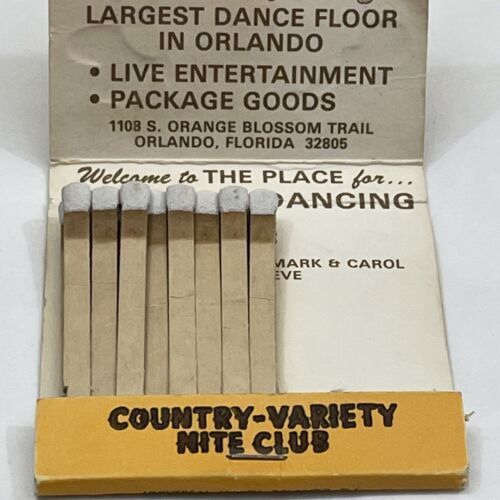 LARGEST DANCE FLOOR
IN ORLANDO
• LIVE ENTERTAINMENT
• PACKAGE GOODS
1108 S. ORANGE BLOSSOM TRAIL
ORLANDO, FLORIDA 32805
Welcome to THE PLACE for...
DANCING
MARK & CAROL
COUNTRY-VARIETY
NITE CLUB